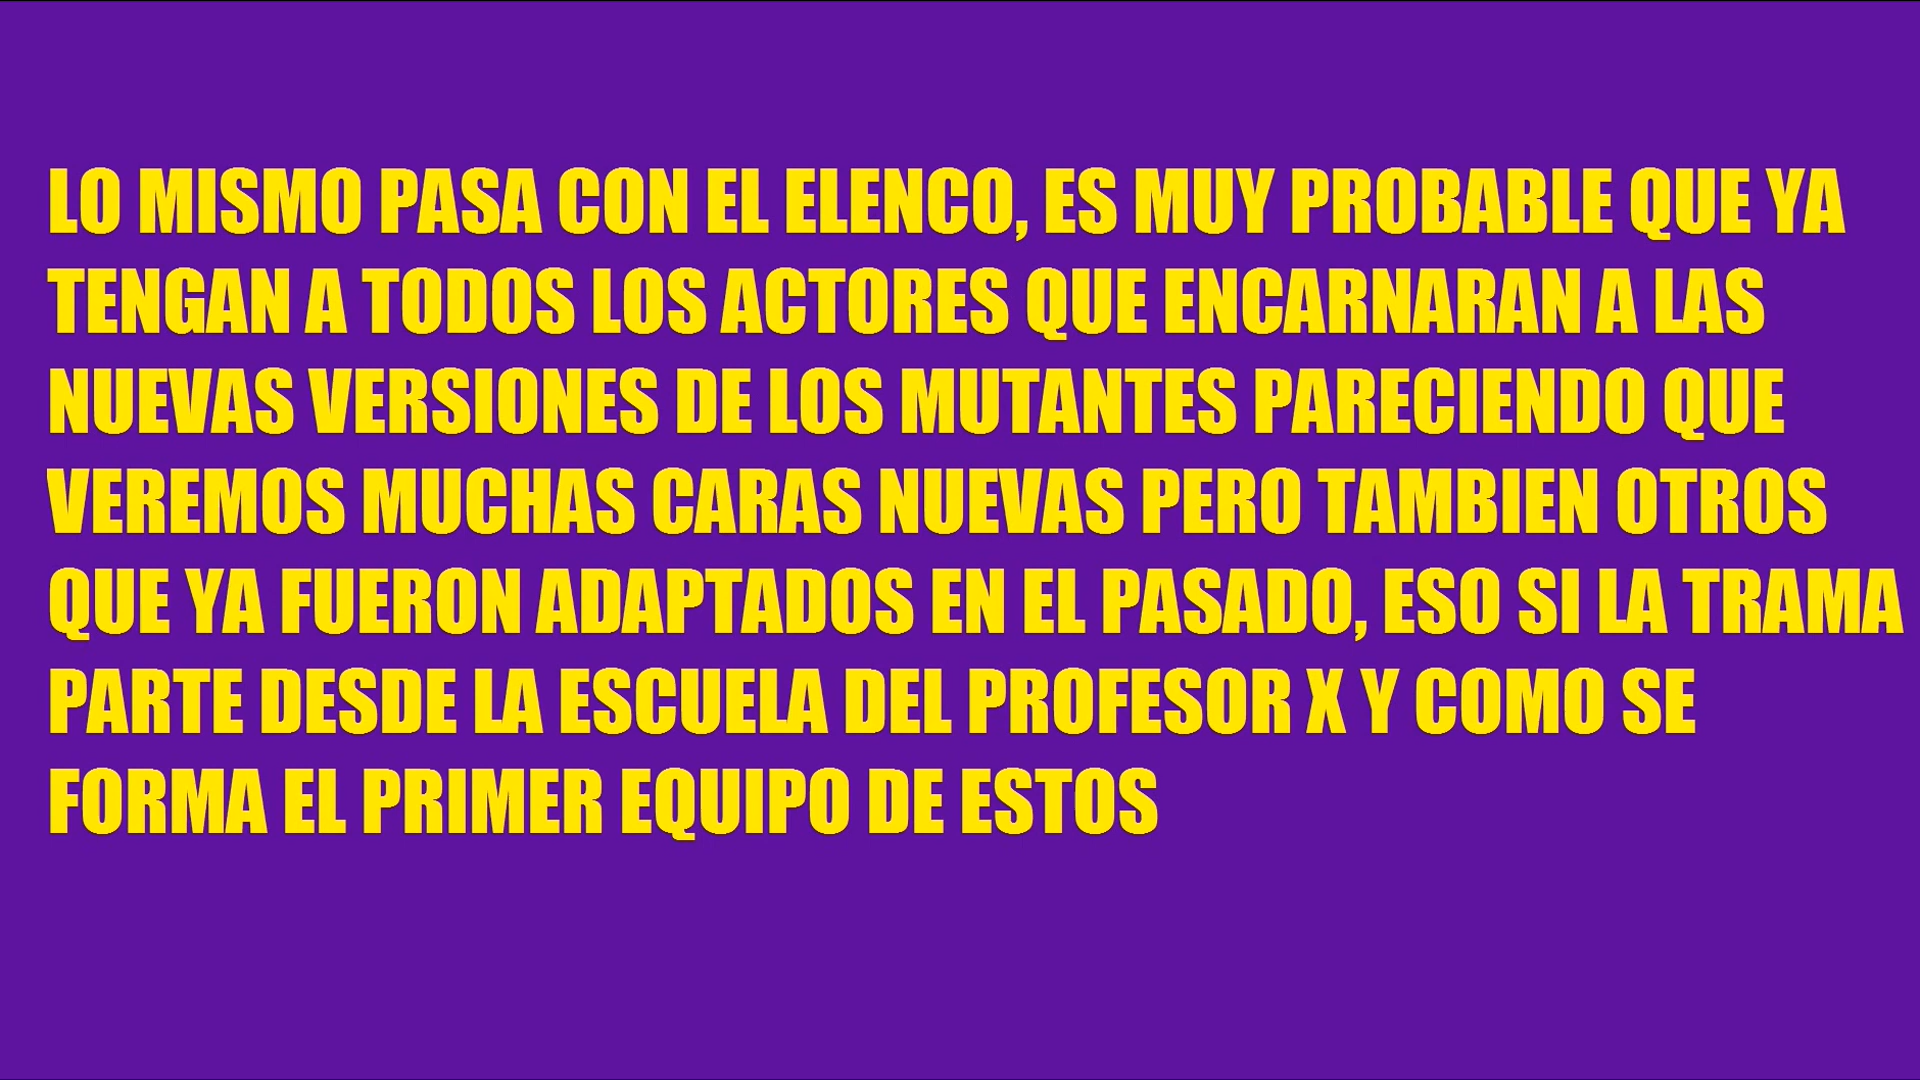 LO MISMO PASA CON EL ELENCO, ES MUY PROBABLE QUE YA
TENGAN A TODOS LOS ACTORES QUE ENCARNARAN A LAS
NUEVAS VERSIONES DE LOS MUTANTES PARECIENDO QUE
VEREMOS MUCHAS CARAS NUEVAS PERO TAMBIEN OTROS
QUE YA FUERON ADAPTADOS EN EL PASADO, ESO SI LA TRAMA
PARTE DESDE LA ESCUELA DEL PROFESOR X Y COMO SE
FORMA EL PRIMER EQUIPO DE ESTOS